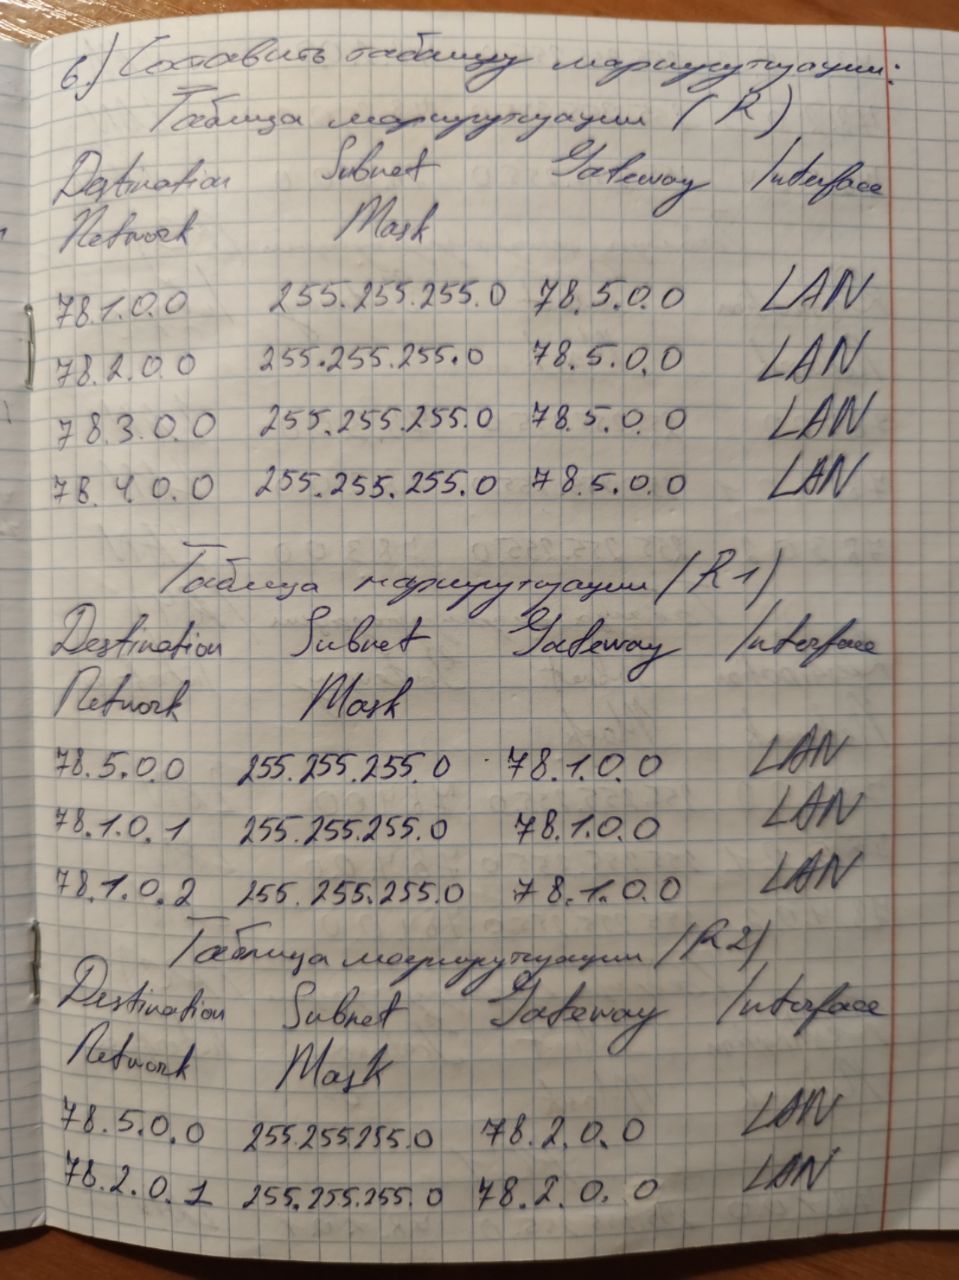 6) Составить таблицу маршрутизации:
Таблица маршрутизации (R)
Destination Subnet Gateway Interface
Network Mask
78.1.0.0 255.255.255.0 78.5.0.0 LAN
78.2.0.0 255.255.255.0 78.5.0.0 LAN
78.3.0.0 255.255.255.0 78.5.0.0 LAN
78.4.0.0 255.255.255.0 78.5.0.0 LAN
Таблица маршрутизации (R1)
Destination Subnet Gateway Interface
Network Mask
78.5.0.0 255.255.255.0 78.1.0.0 LAN
78.1.0.1 255.255.255.0 78.1.0.0 LAN
78.1.0.2 255.255.255.0 78.1.0.0 LAN
Таблица маршрутизации (R2)
Destination Subnet Gateway Interface
Network Mask
78.5.0.0 255.255255.0 78.2.0.0 LAN
78.2.0.1 255.255.255.0 78.2.0.0 LAN